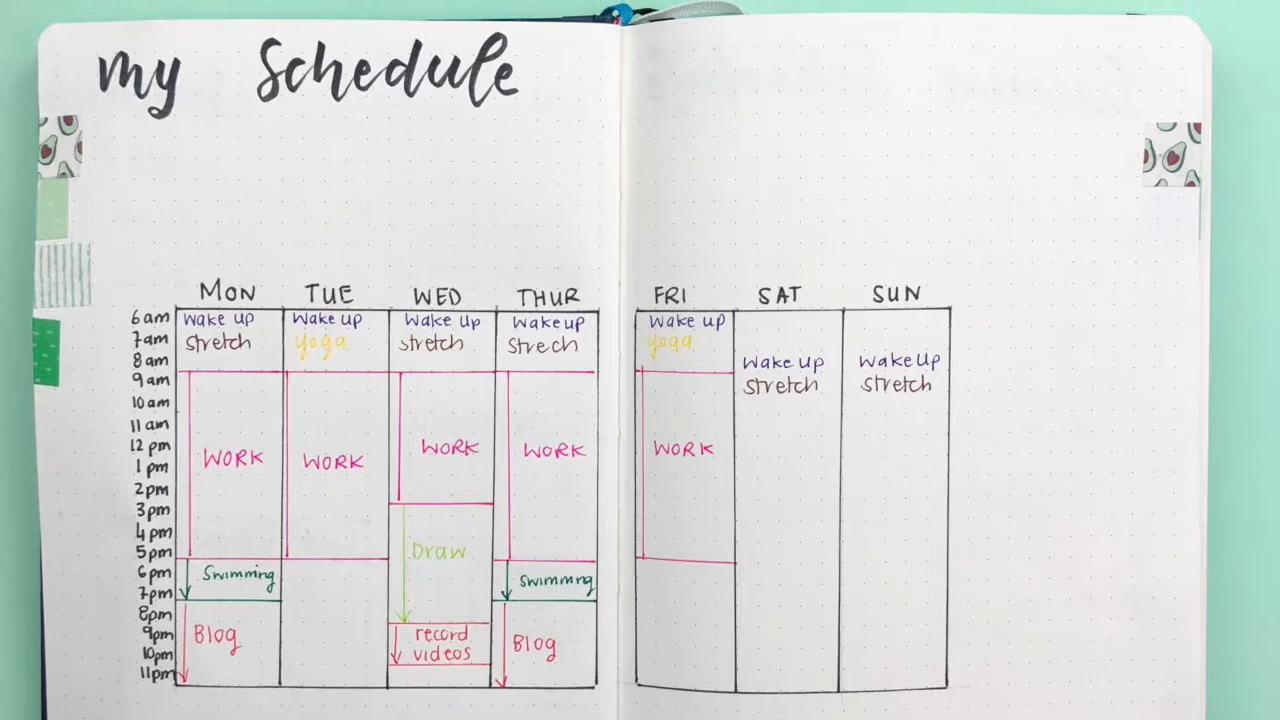 my Schedule
MON TUE WED THUR FRI SAT SUN
6am Wake up Wake up Wake up Wake up Wake up
7am Stretch yoga stretch Strech yoga
8am Wake up Wake up
9am stretch stretch
10am
11am
12pm WORK WORK WORK
1pm WORK WORK
2pm
3pm
4pm
5pm Draw
6pm Swimming Swimmng
7pm
8pm
9pm Blog record Blog
10pm videos
11pm